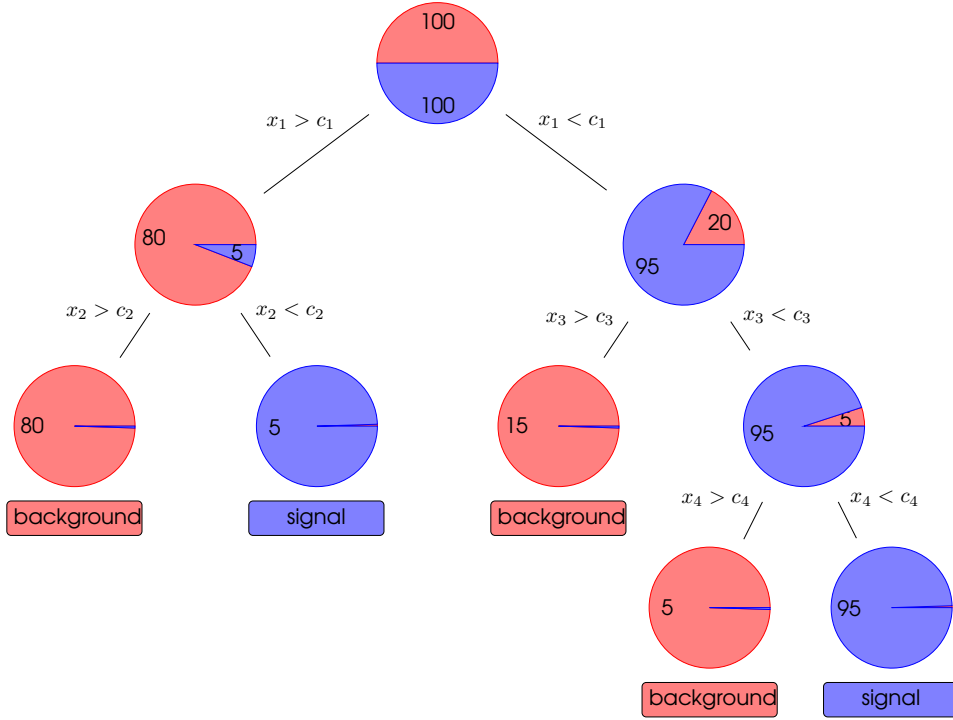 100
100
x₁ > c₁
x₁ < c₁
80
5
20
95
x₂ > c₂
x₂ < c₂
x₃ > c₃
x₃ < c₃
80
5
15
95
5
background
signal
background
x₄ > c₄
x₄ < c₄
5
95
background
signal